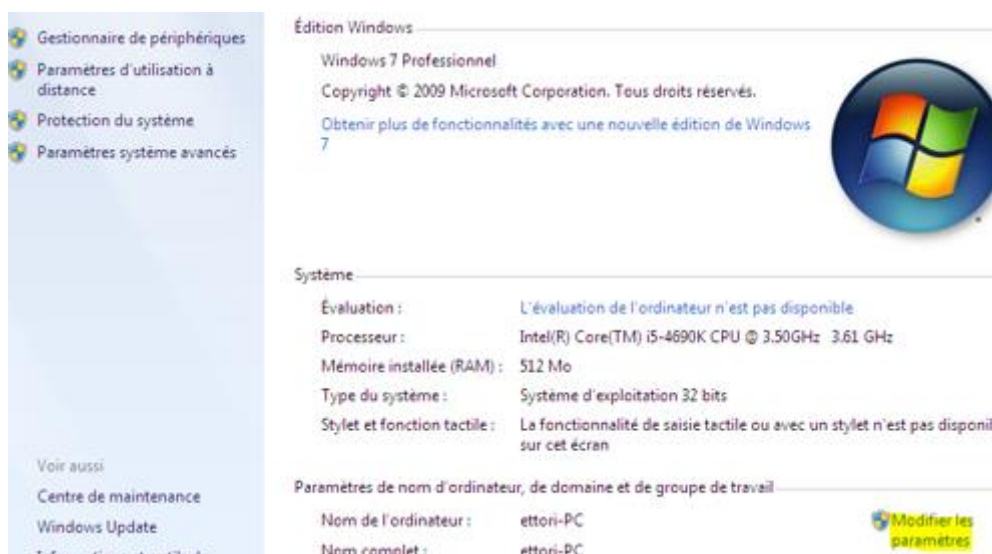 Gestionnaire de périphériques
Paramètres d'utilisation à
distance
Protection du système
Paramètres système avancés
Voir aussi
Centre de maintenance
Windows Update
Édition Windows
Windows 7 Professionnel
Copyright © 2009 Microsoft Corporation. Tous droits réservés.
Obtenir plus de fonctionnalités avec une nouvelle édition de Windows
7
Système
Évaluation : L'évaluation de l'ordinateur n'est pas disponible
Processeur : Intel(R) Core(TM) i5-4690K CPU @ 3.50GHz 3.61 GHz
Mémoire installée (RAM) : 512 Mo
Type du système : Système d'exploitation 32 bits
Stylet et fonction tactile : La fonctionnalité de saisie tactile ou avec un stylet n'est pas disponi
sur cet écran
Paramètres de nom d'ordinateur, de domaine et de groupe de travail
Nom de l'ordinateur : ettori-PC
Modifier les
paramètres
Nom complet : ettori-PC